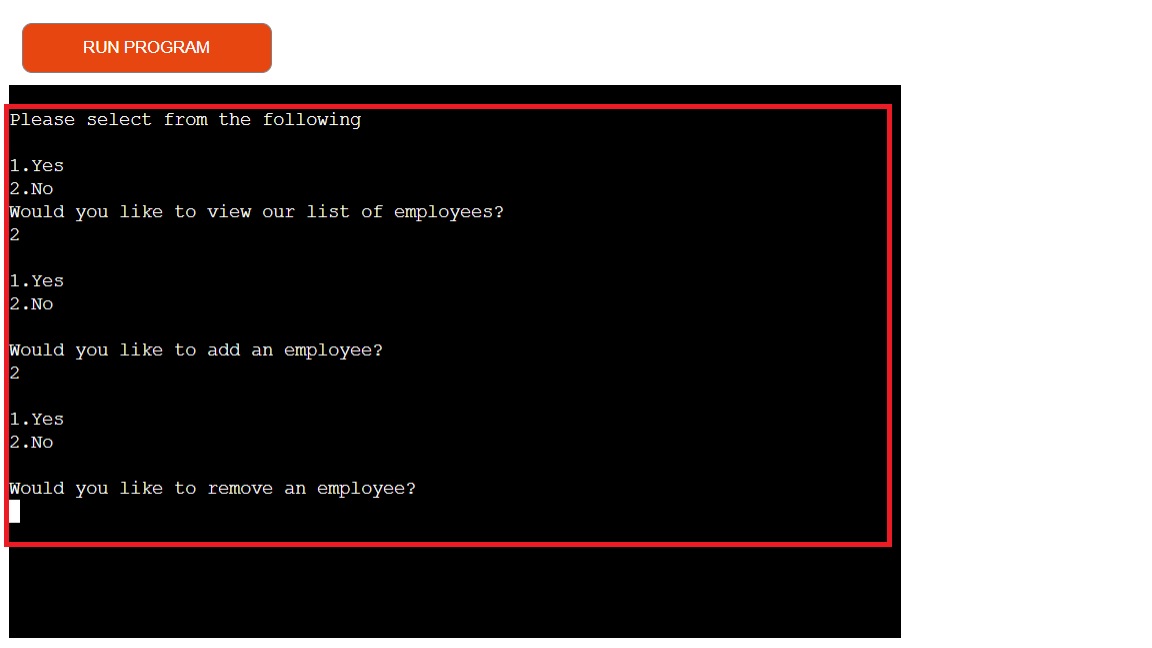 RUN PROGRAM
Please select from the following
1.Yes
2.No
Would you like to view our list of employees?
2
1.Yes
2.No
Would you like to add an employee?
2
1.Yes
2.No
Would you like to remove an employee?